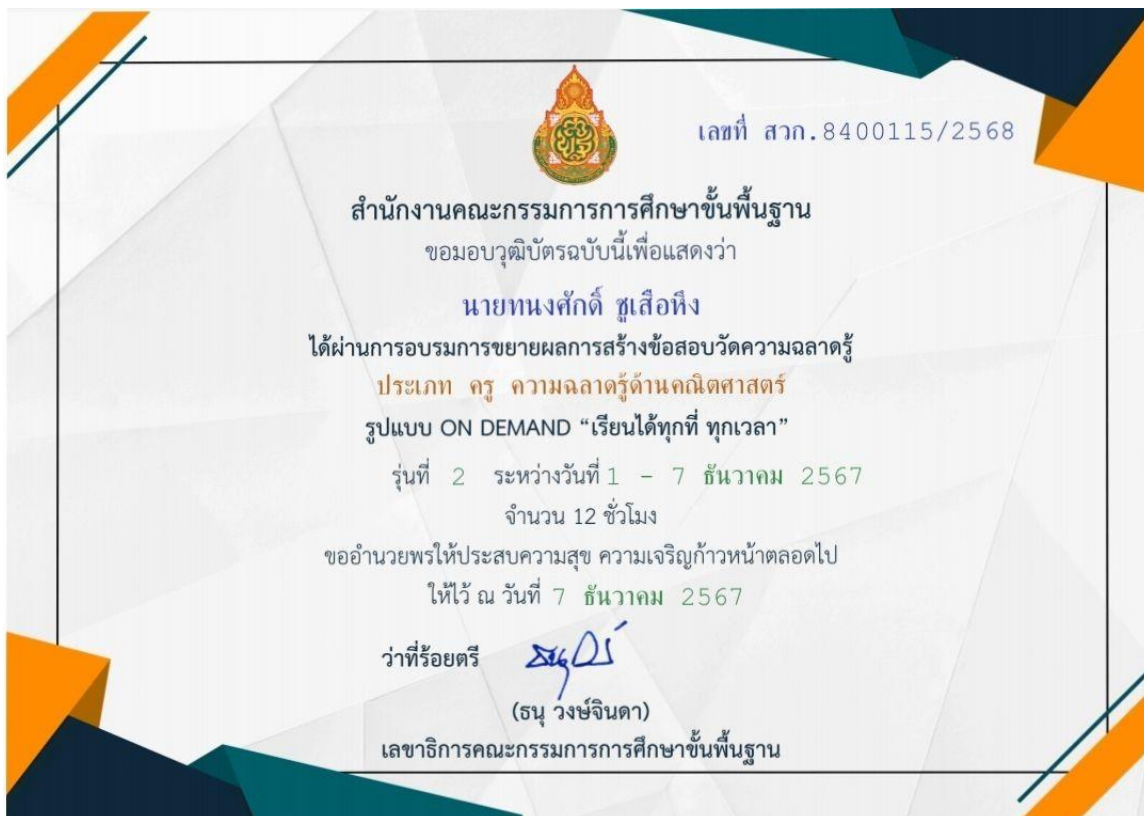 เลขที่ สวก.8400115/2568
สำนักงานคณะกรรมการการศึกษาขั้นพื้นฐาน
ขอมอบวุฒิบัตรฉบับนี้เพื่อแสดงว่า
นายทนงศักดิ์ ชูเสือหึง
ได้ผ่านการอบรมการขยายผลการสร้างข้อสอบวัดความฉลาดรู้
ประเภท ครู ความฉลาดรู้ด้านคณิตศาสตร์
รูปแบบ ON DEMAND “เรียนได้ทุกที่ ทุกเวลา”
รุ่นที่ 2 ระหว่างวันที่ 1 - 7 ธันวาคม 2567
จำนวน 12 ชั่วโมง
ขออำนวยพรให้ประสบความสุข ความเจริญก้าวหน้าตลอดไป
ให้ไว้ ณ วันที่ 7 ธันวาคม 2567
ว่าที่ร้อยตรี
(ธนุ วงษ์จินดา)
เลขาธิการคณะกรรมการการศึกษาขั้นพื้นฐาน